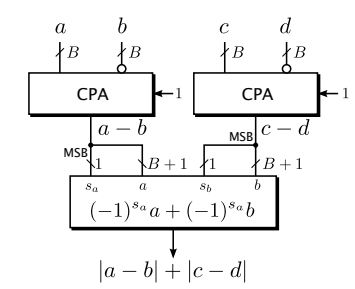 a b c d
B B B B
CPA 1 CPA 1
a − b c − d
MSB MSB
1 B + 1 1 B + 1
s_a a s_b b
(−1)^{s_a} a + (−1)^{s_a} b
|a − b| + |c − d|